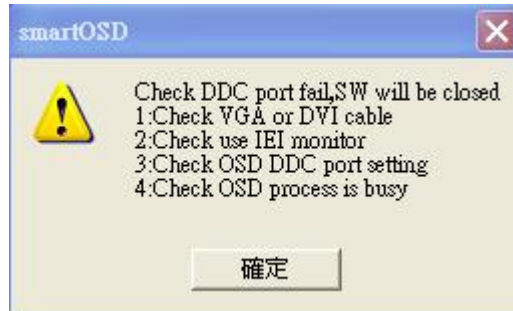 smartOSD
Check DDC port fail,SW will be closed
1:Check VGA or DVI cable
2:Check use IEI monitor
3:Check OSD DDC port setting
4:Check OSD process is busy
確定